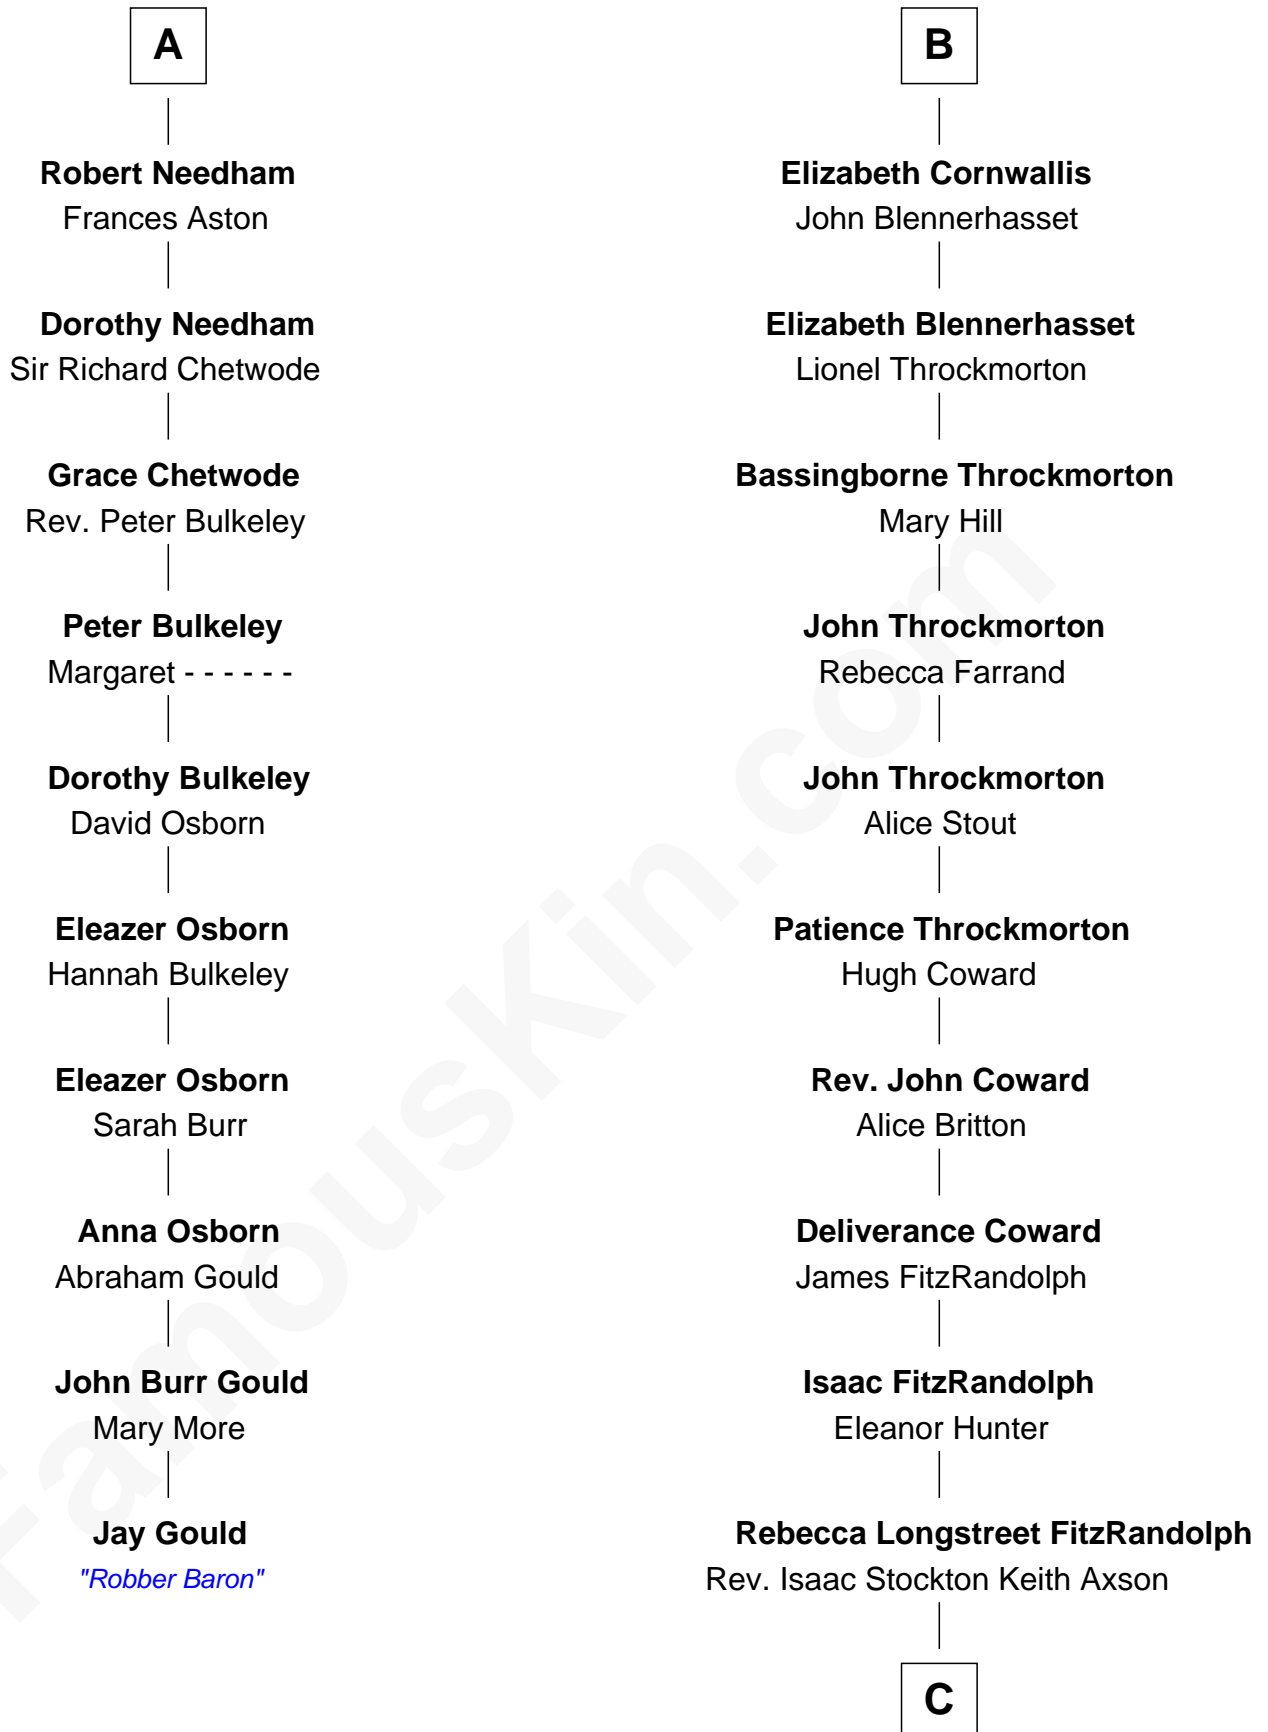 A
Robert Needham
Frances Aston
Dorothy Needham
Sir Richard Chetwode
Grace Chetwode
Rev. Peter Bulkeley
Peter Bulkeley
Margaret - - - - - -
Dorothy Bulkeley
David Osborn
Eleazer Osborn
Hannah Bulkeley
Eleazer Osborn
Sarah Burr
Anna Osborn
Abraham Gould
John Burr Gould
Mary More
Jay Gould
"Robber Baron"
B
Elizabeth Cornwallis
John Blennerhasset
Elizabeth Blennerhasset
Lionel Throckmorton
Bassingborne Throckmorton
Mary Hill
John Throckmorton
Rebecca Farrand
John Throckmorton
Alice Stout
Patience Throckmorton
Hugh Coward
Rev. John Coward
Alice Britton
Deliverance Coward
James FitzRandolph
Isaac FitzRandolph
Eleanor Hunter
Rebecca Longstreet FitzRandolph
Rev. Isaac Stockton Keith Axson
C
FamousKin.com